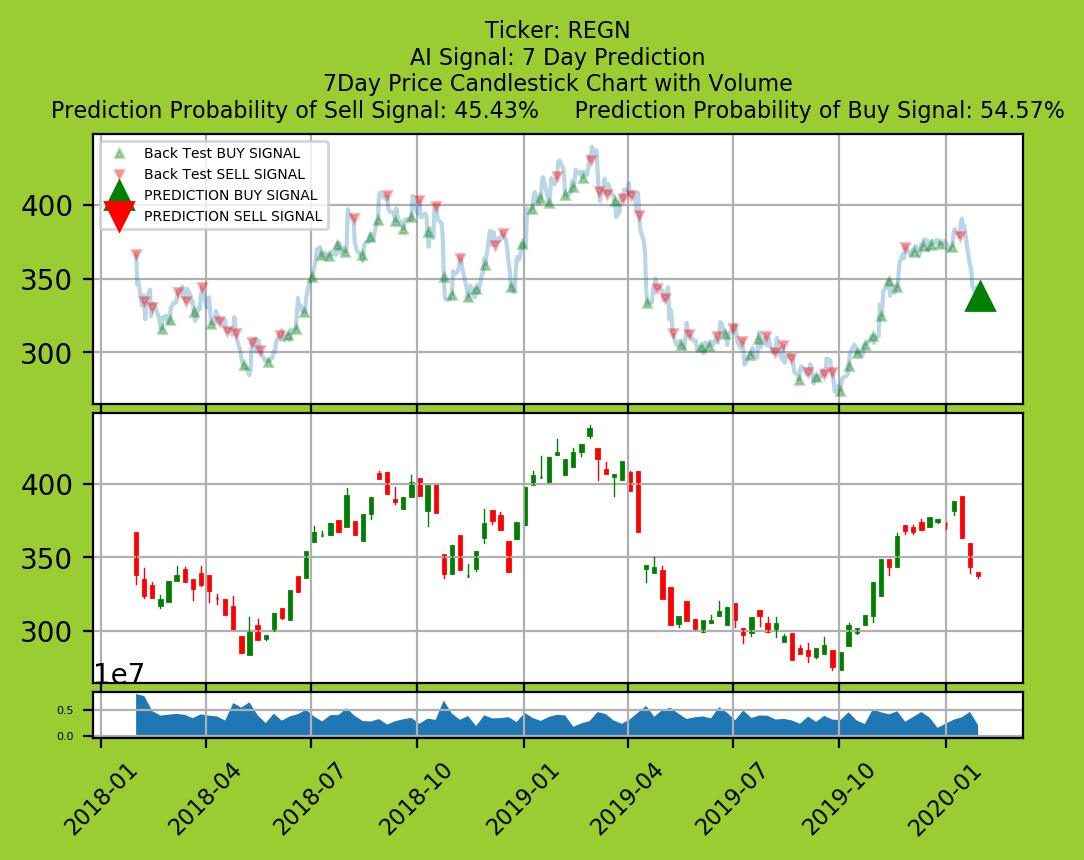 Ticker: REGN
AI Signal: 7 Day Prediction
7Day Price Candlestick Chart with Volume
Prediction Probability of Sell Signal: 45.43%     Prediction Probability of Buy Signal: 54.57%
Back Test BUY SIGNAL
Back Test SELL SIGNAL
PREDICTION BUY SIGNAL
PREDICTION SELL SIGNAL
400
350
300
400
350
300
1e7
0.5
0.0
2018-01 2018-04 2018-07 2018-10 2019-01 2019-04 2019-07 2019-10 2020-01